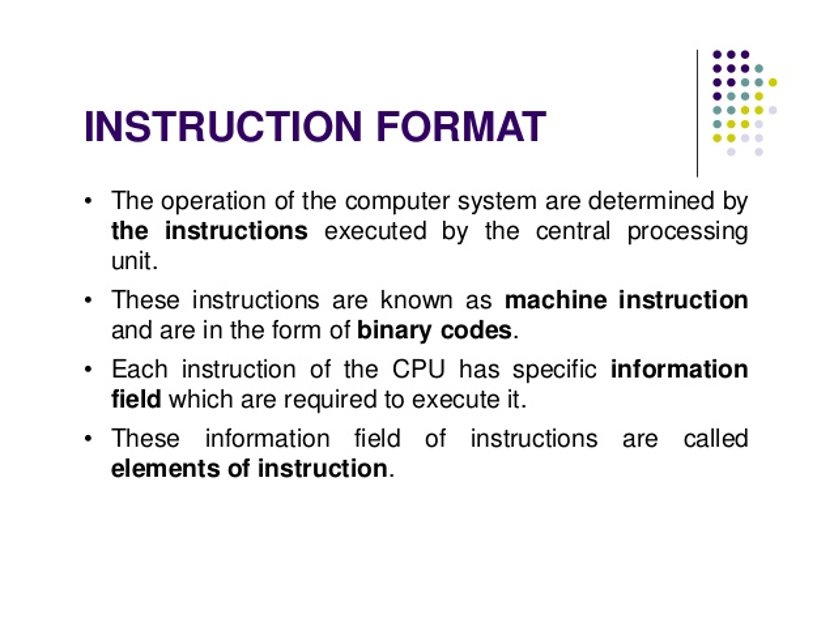 INSTRUCTION FORMAT
• The operation of the computer system are determined by
the instructions executed by the central processing
unit.
• These instructions are known as machine instruction
and are in the form of binary codes.
• Each instruction of the CPU has specific information
field which are required to execute it.
• These information field of instructions are called
elements of instruction.